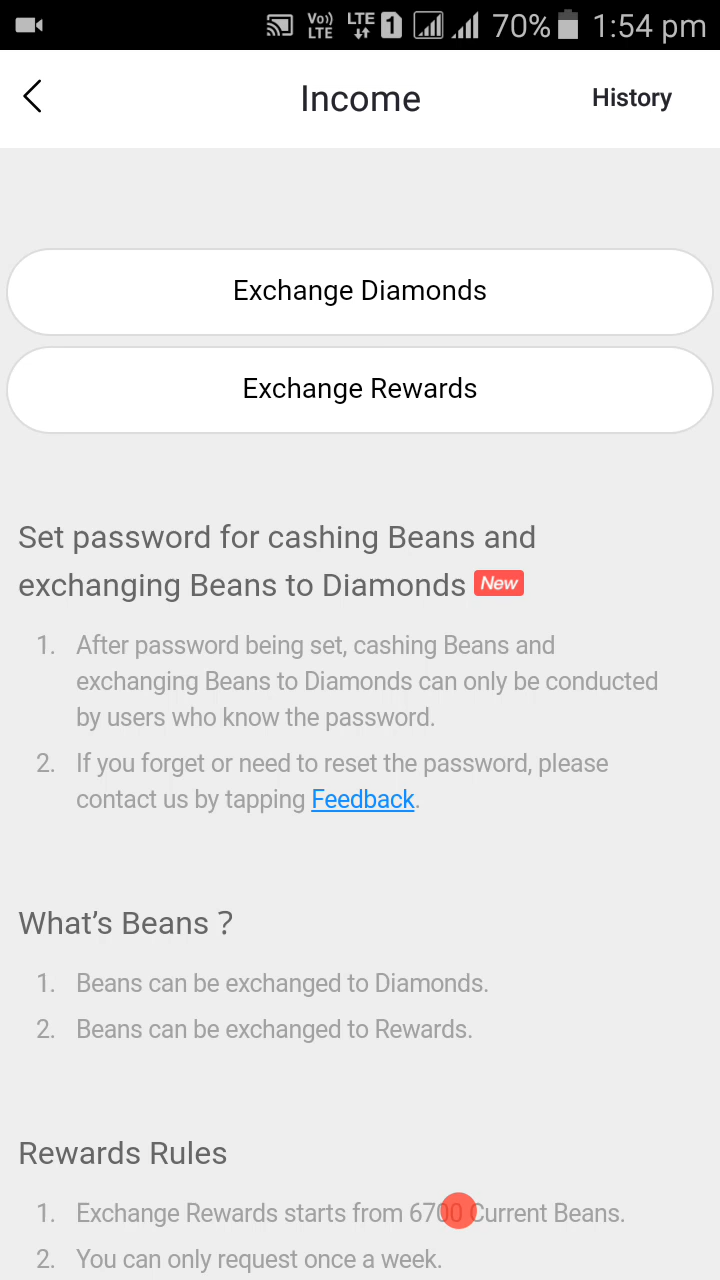 Vo)) LTE LTE 1 70% 1:54 pm
Income History
Exchange Diamonds
Exchange Rewards
Set password for cashing Beans and
exchanging Beans to Diamonds New
1. After password being set, cashing Beans and
exchanging Beans to Diamonds can only be conducted
by users who know the password.
2. If you forget or need to reset the password, please
contact us by tapping Feedback.
What’s Beans ?
1. Beans can be exchanged to Diamonds.
2. Beans can be exchanged to Rewards.
Rewards Rules
1. Exchange Rewards starts from 6700 Current Beans.
2. You can only request once a week.